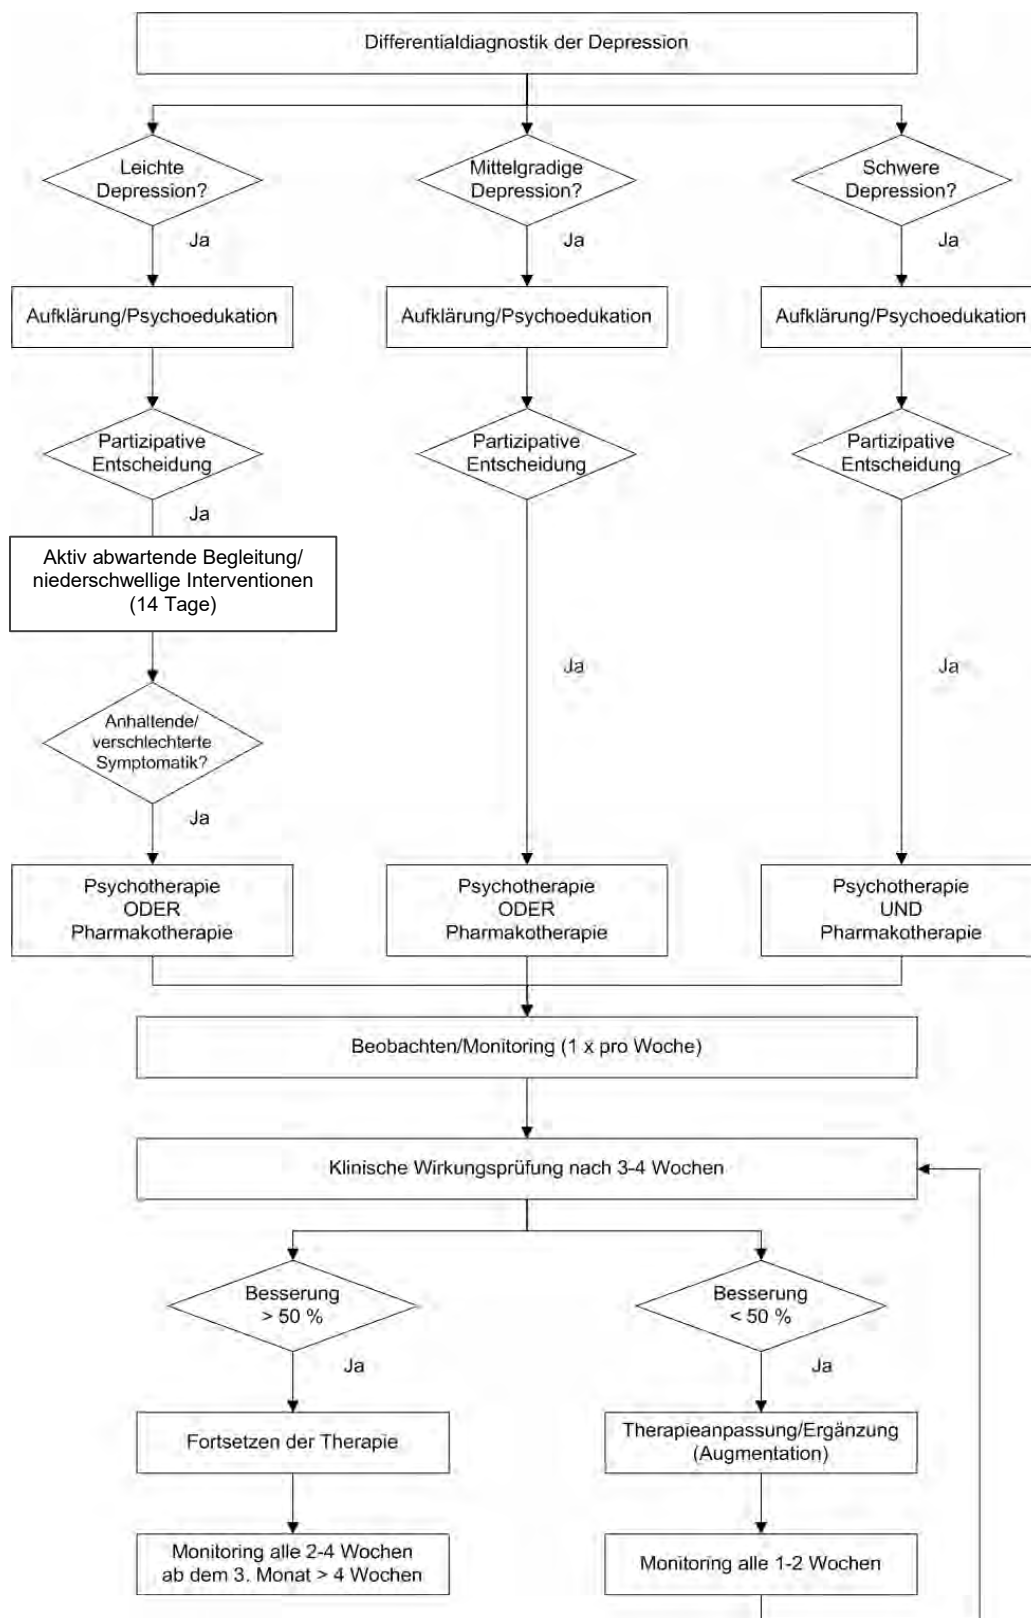 Differentialdiagnostik der Depression
Leichte
Depression?
Mittelgradige
Depression?
Schwere
Depression?
Ja
Ja
Ja
Aufklärung/Psychoedukation
Aufklärung/Psychoedukation
Aufklärung/Psychoedukation
Partizipative
Entscheidung
Partizipative
Entscheidung
Partizipative
Entscheidung
Ja
Aktiv abwartende Begleitung/
niederschwellige Interventionen
(14 Tage)
Ja
Ja
Anhaltende/
verschlechterte
Symptomatik?
Ja
Psychotherapie
ODER
Pharmakotherapie
Psychotherapie
ODER
Pharmakotherapie
Psychotherapie
UND
Pharmakotherapie
Beobachten/Monitoring (1 x pro Woche)
Klinische Wirkungsprüfung nach 3-4 Wochen
Besserung
> 50 %
Besserung
< 50 %
Ja
Ja
Fortsetzen der Therapie
Therapieanpassung/Ergänzung
(Augmentation)
Monitoring alle 2-4 Wochen
ab dem 3. Monat > 4 Wochen
Monitoring alle 1-2 Wochen